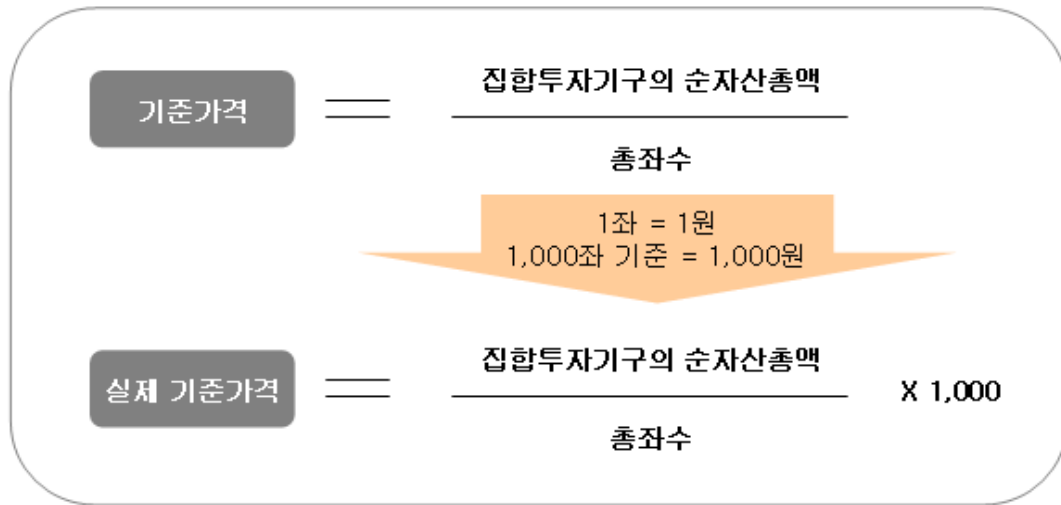 집합투자기구의 순자산총액
기준가격
총좌수
1좌 = 1원
1,000좌 기준 = 1,000원
집합투자기구의 순자산총액
실제 기준가격
X 1,000
총좌수